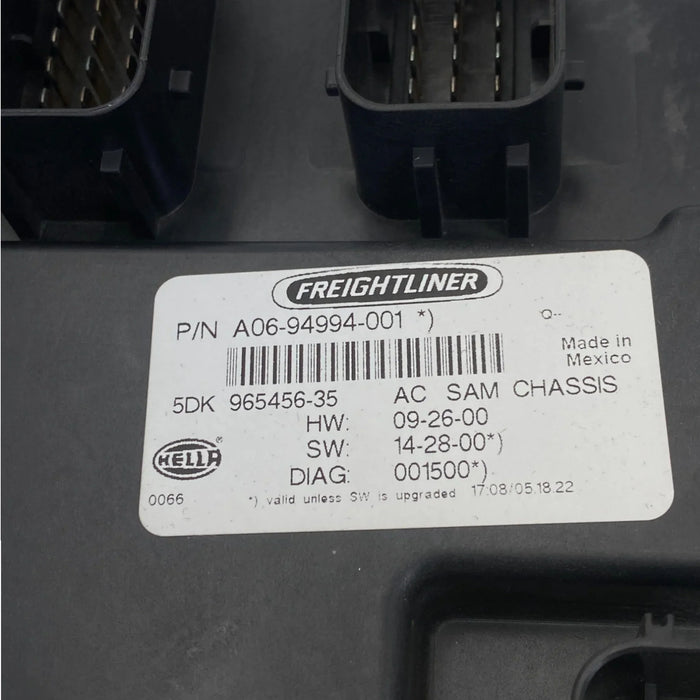 FREIGHTLINER
P/N A06-94994-001 *)
Q--
Made in
Mexico
5DK 965456-35 AC SAM CHASSIS
HW: 09-26-00
SW: 14-28-00*)
DIAG: 001500*)
HELLA ®
0066
*) valid unless SW is upgraded 17:08/05.18.22